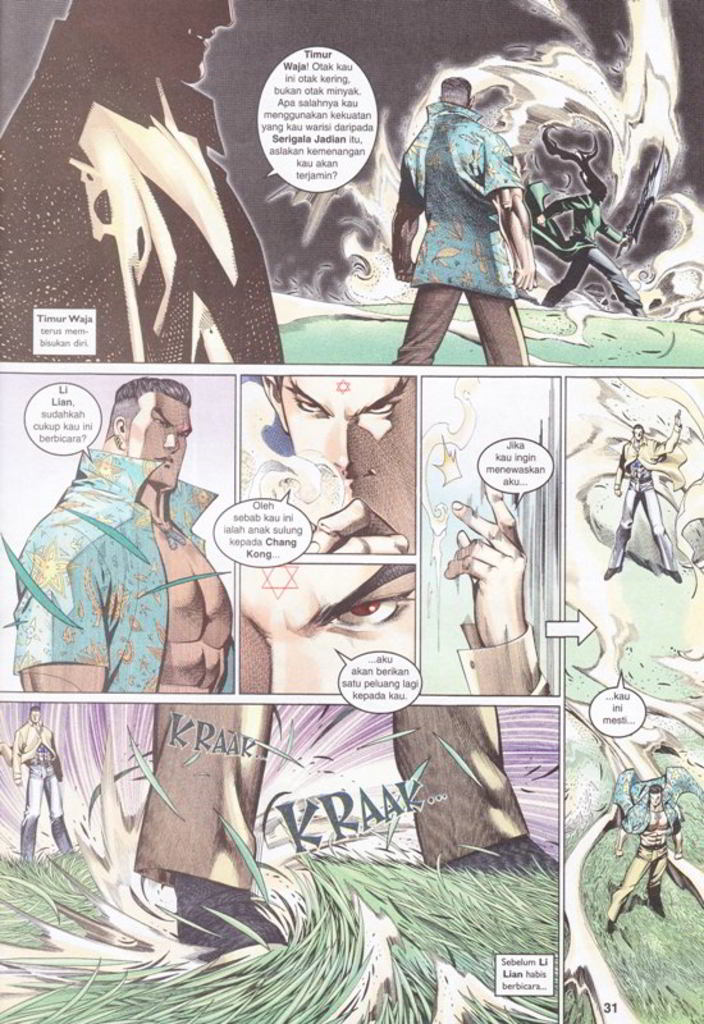 Timur
Waja! Otak kau
ini otak kering,
bukan otak minyak.
Apa salahnya kau
menggunakan kekuatan
yang kau warisi daripada
Serigala Jadian itu,
aslakan kemenangan
kau akan
terjamin?
Timur Waja
terus mem-
bisukan diri.
Li
Lian,
sudahkah
cukup kau ini
berbicara?
Oleh
sebab kau ini
ialah anak sulung
kepada Chang
Kong...
...aku
akan berikan
satu peluang lagi
kepada kau.
Jika
kau ingin
menewaskan
aku...
...kau
ini mesti...
KRAAK...
KRAAK...
Sebelum Li
Lian habis
berbicara...
31